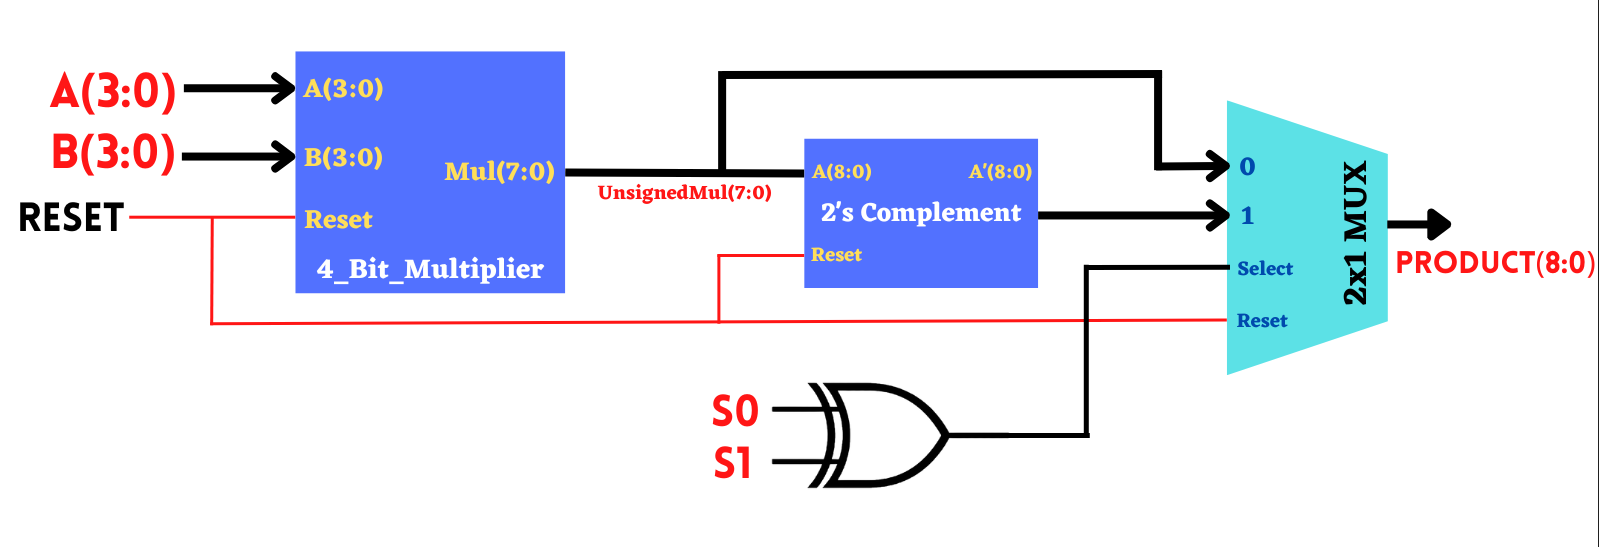 A(3:0)
B(3:0)
RESET
A(3:0)
B(3:0)
Mul(7:0)
Reset
4_Bit_Multiplier
UnsignedMul(7:0)
A(8:0)
A'(8:0)
2's Complement
Reset
0
1
Select
Reset
2x1 MUX
PRODUCT(8:0)
S0
S1